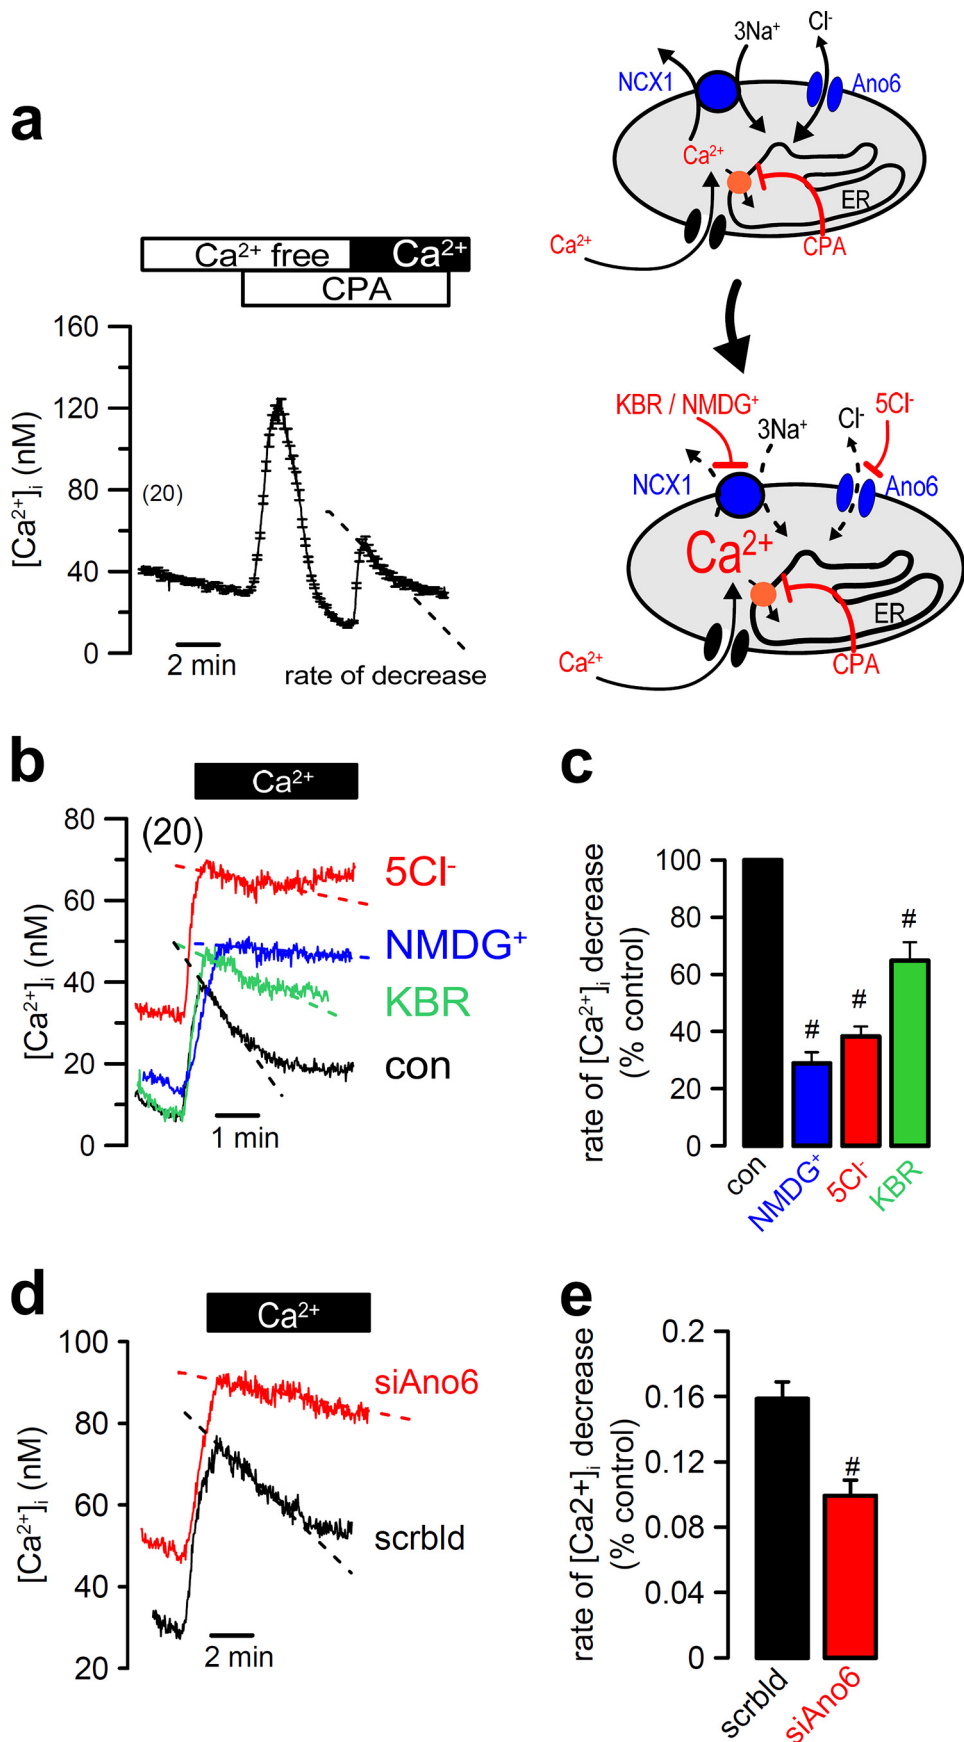 a
Ca²⁺ free
Ca²⁺
CPA
160
120
80
40
0
[Ca²⁺]ᵢ (nM)
(20)
2 min
rate of decrease
Cl⁻
3Na⁺
NCX1
Ano6
Ca²⁺
ER
Ca²⁺
CPA
KBR / NMDG⁺
5Cl⁻
Cl⁻
3Na⁺
NCX1
Ano6
Ca²⁺
ER
Ca²⁺
CPA
b
Ca²⁺
80
60
40
20
0
[Ca²⁺]ᵢ (nM)
(20)
5Cl⁻
NMDG⁺
KBR
con
1 min
c
100
80
60
40
20
0
rate of [Ca²⁺]ᵢ decrease
(% control)
#
#
#
con
NMDG⁺
5Cl⁻
KBR
d
Ca²⁺
100
80
60
40
20
[Ca²⁺]ᵢ (nM)
siAno6
scrbld
2 min
e
0.2
0.16
0.12
0.08
0.04
0
rate of [Ca2+]ᵢ decrease
(% control)
#
scrbld
siAno6